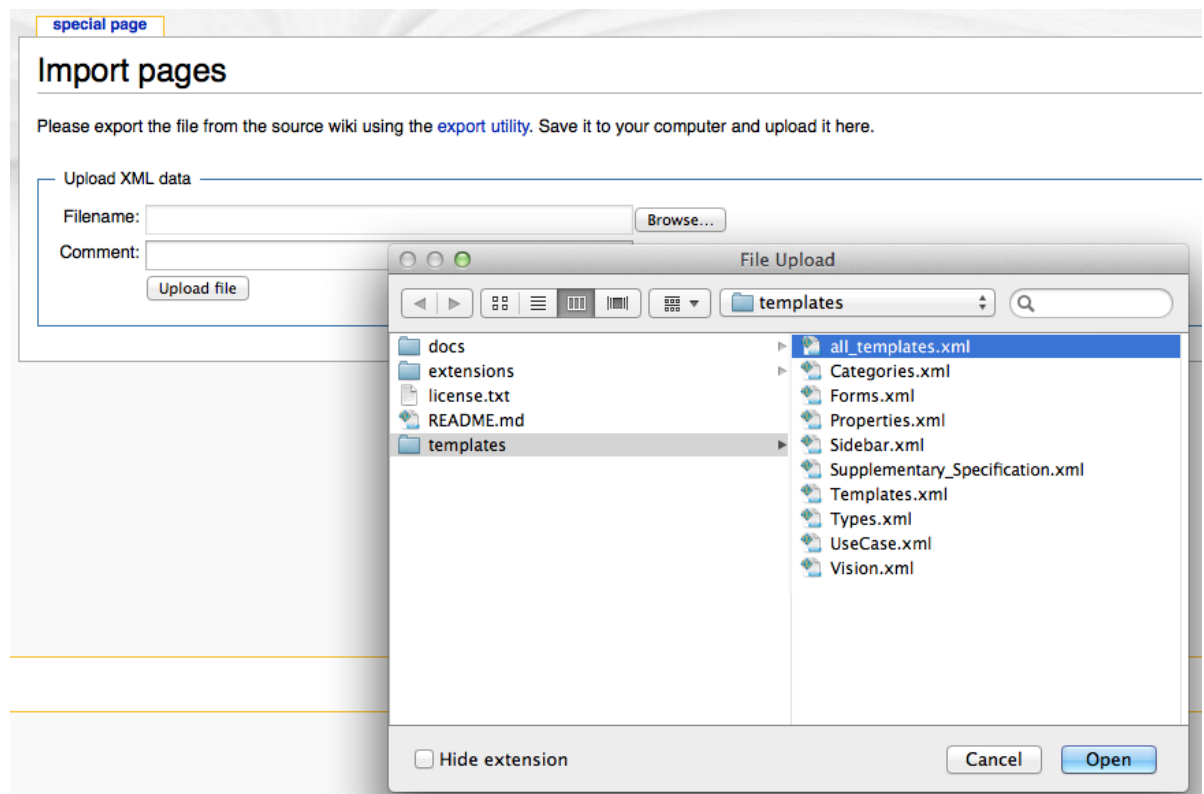 special page
Import pages
Please export the file from the source wiki using the export utility. Save it to your computer and upload it here.
Upload XML data
Filename:
Browse...
Comment:
Upload file
File Upload
templates
docs
extensions
license.txt
README.md
templates
all_templates.xml
Categories.xml
Forms.xml
Properties.xml
Sidebar.xml
Supplementary_Specification.xml
Templates.xml
Types.xml
UseCase.xml
Vision.xml
Hide extension
Cancel
Open